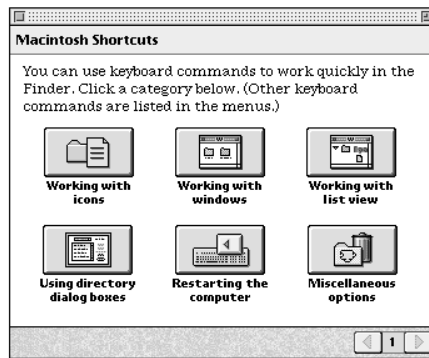 Macintosh Shortcuts
You can use keyboard commands to work quickly in the
Finder. Click a category below. (Other keyboard
commands are listed in the menus.)
Working with
icons
Working with
windows
Working with
list view
Using directory
dialog boxes
Restarting the
computer
Miscellaneous
options
1